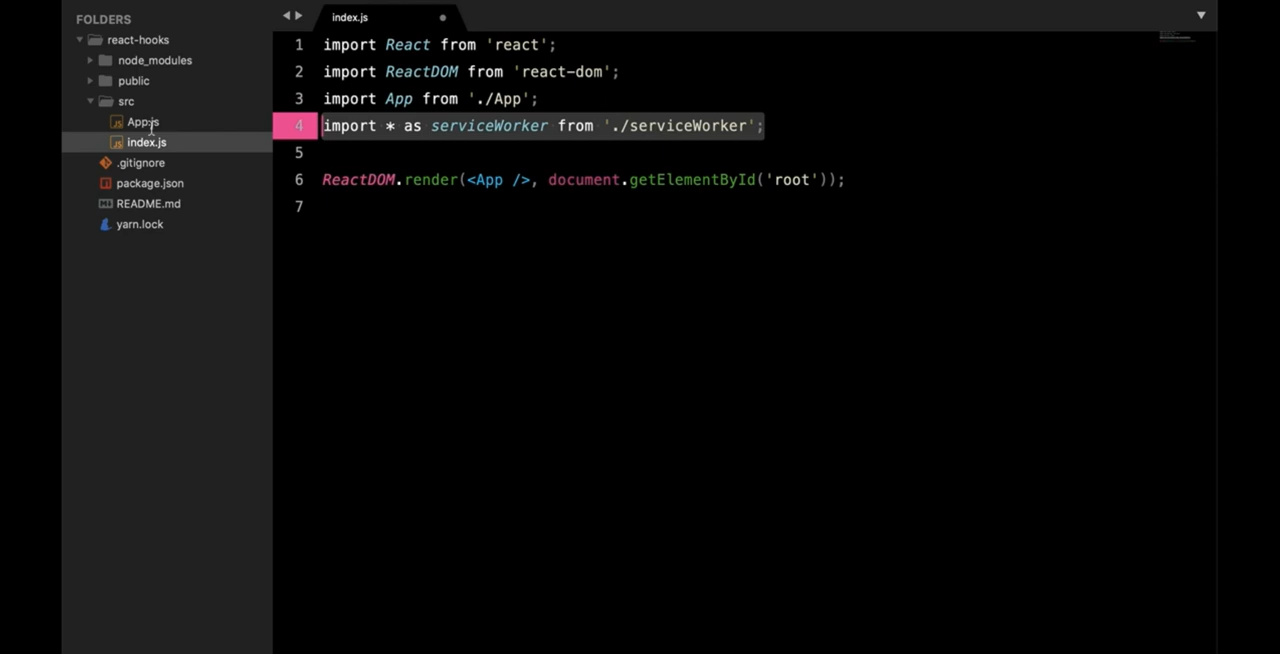 FOLDERS
react-hooks
node_modules
public
src
App.js
index.js
.gitignore
package.json
README.md
yarn.lock
index.js
1 import React from 'react';
2 import ReactDOM from 'react-dom';
3 import App from './App';
4 import * as serviceWorker from './serviceWorker';
5
6 ReactDOM.render(<App />, document.getElementById('root'));
7